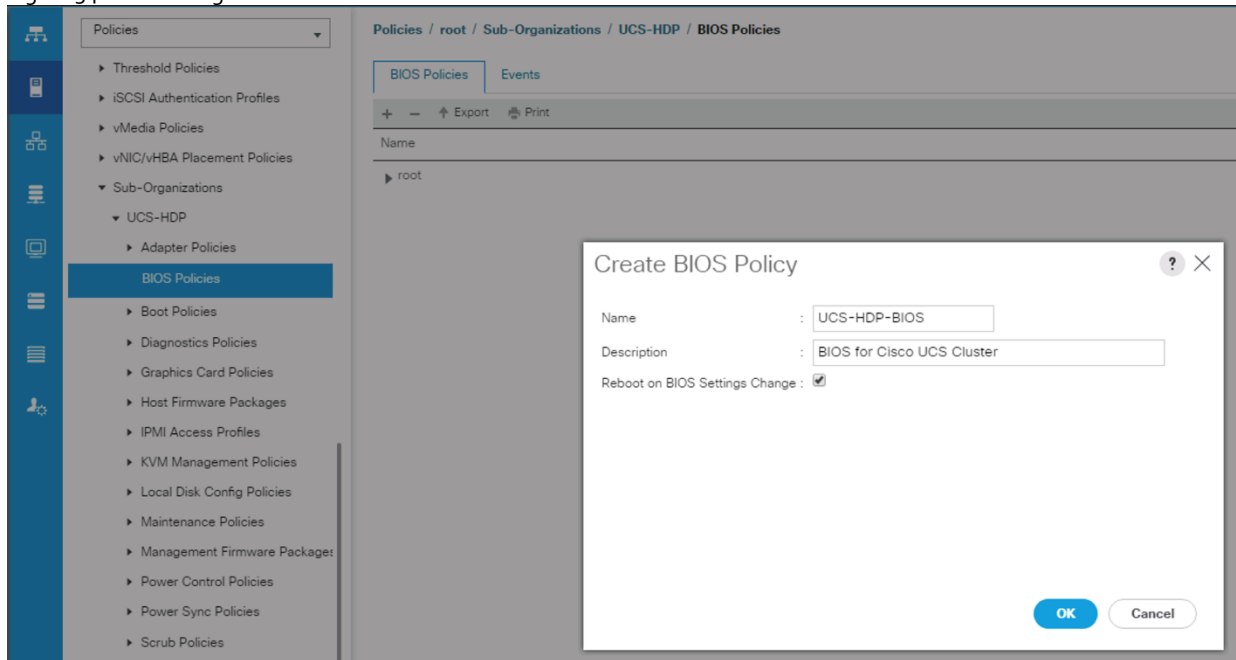 Policies
Threshold Policies
iSCSI Authentication Profiles
vMedia Policies
vNIC/vHBA Placement Policies
Sub-Organizations
UCS-HDP
Adapter Policies
BIOS Policies
Boot Policies
Diagnostics Policies
Graphics Card Policies
Host Firmware Packages
IPMI Access Profiles
KVM Management Policies
Local Disk Config Policies
Maintenance Policies
Management Firmware Packages
Power Control Policies
Power Sync Policies
Scrub Policies
Policies / root / Sub-Organizations / UCS-HDP / BIOS Policies
BIOS Policies Events
+ − Export Print
Name
root
Create BIOS Policy ? ×
Name : UCS-HDP-BIOS
Description : BIOS for Cisco UCS Cluster
Reboot on BIOS Settings Change :
OK Cancel